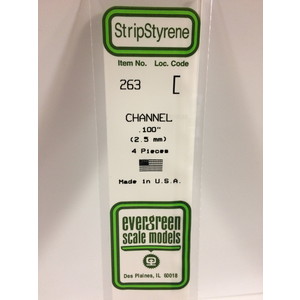 StripStyrene
Item No. Loc. Code
263 [
CHANNEL
.100"
(2.5 mm)
4 Pieces
Made in U.S.A.
evergreen
scale models
Des Plaines, IL 60018